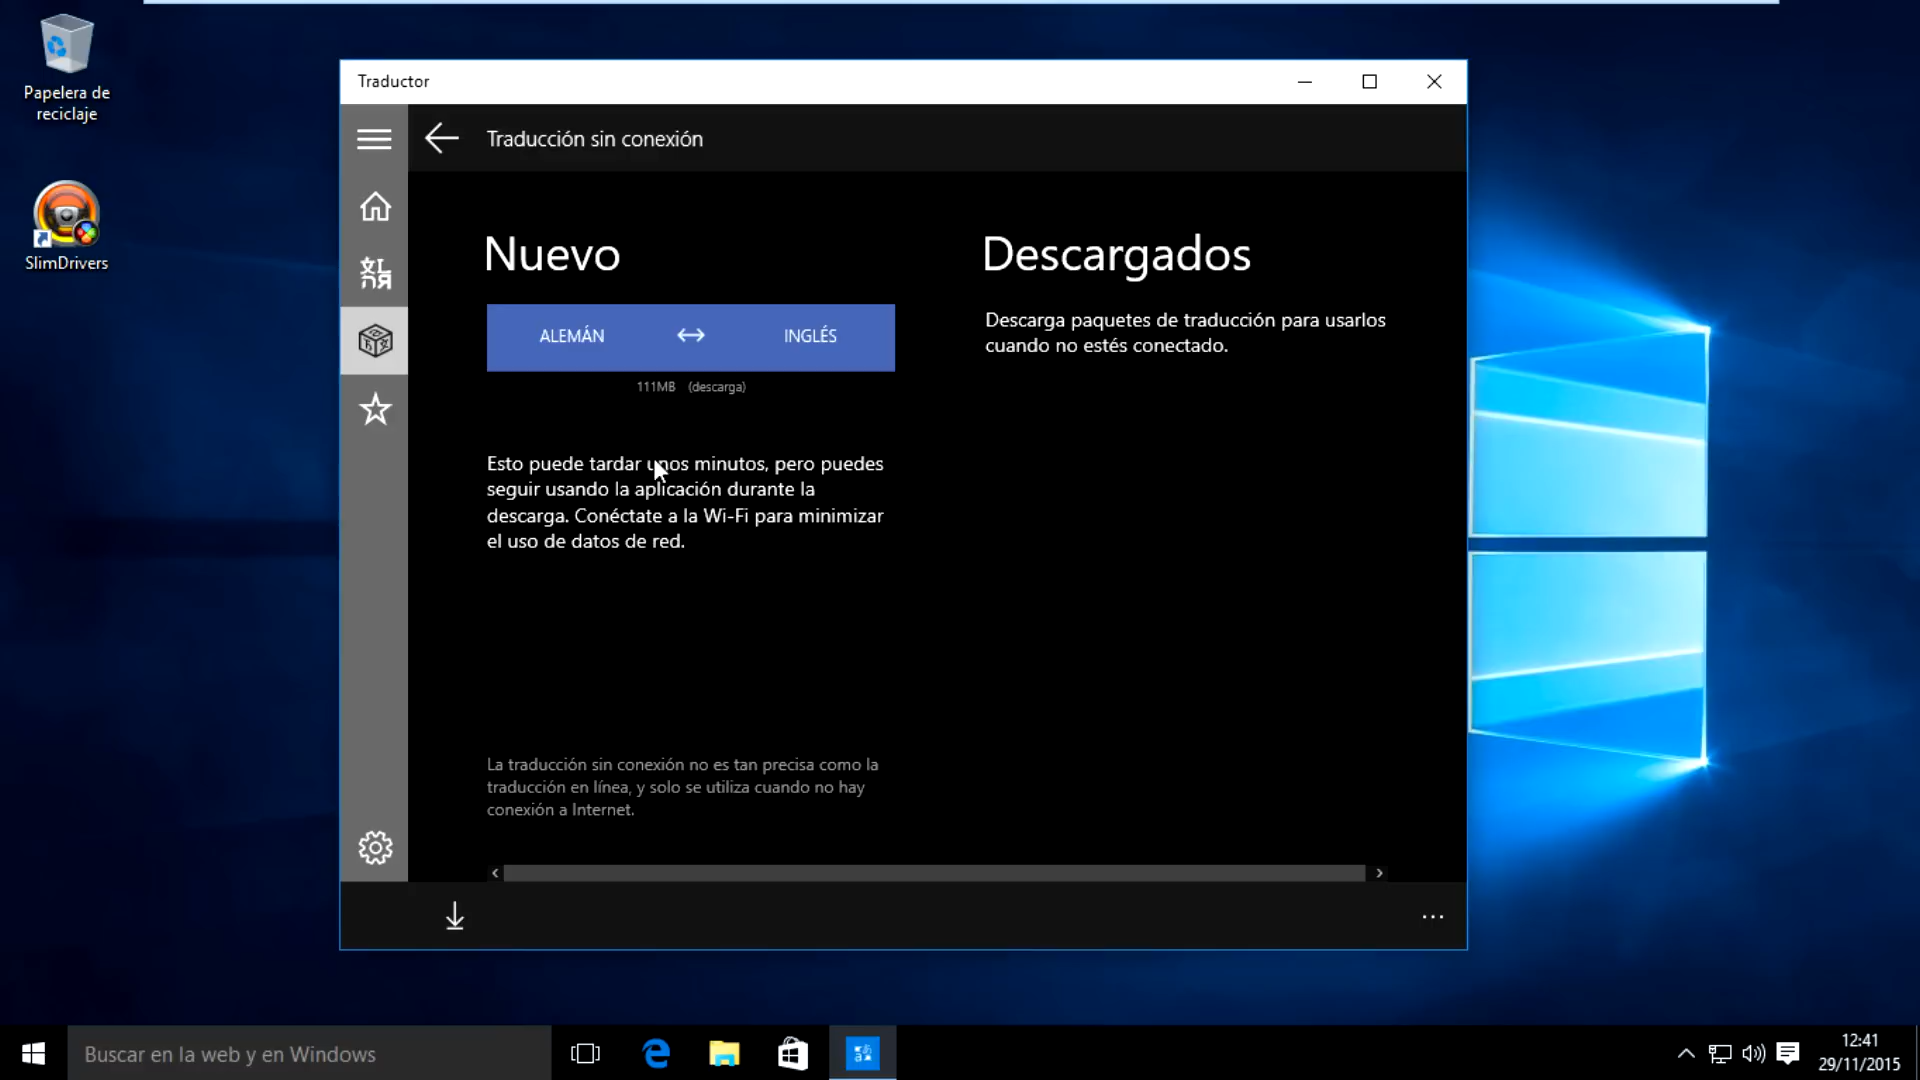 Papelera de
reciclaje
SlimDrivers
Traductor
Traducción sin conexión
Nuevo
ALEMÁN
INGLÉS
111MB (descarga)
Esto puede tardar unos minutos, pero puedes
seguir usando la aplicación durante la
descarga. Conéctate a la Wi-Fi para minimizar
el uso de datos de red.
La traducción sin conexión no es tan precisa como la
traducción en línea, y solo se utiliza cuando no hay
conexión a Internet.
Descargados
Descarga paquetes de traducción para usarlos
cuando no estés conectado.
Buscar en la web y en Windows
12:41
29/11/2015